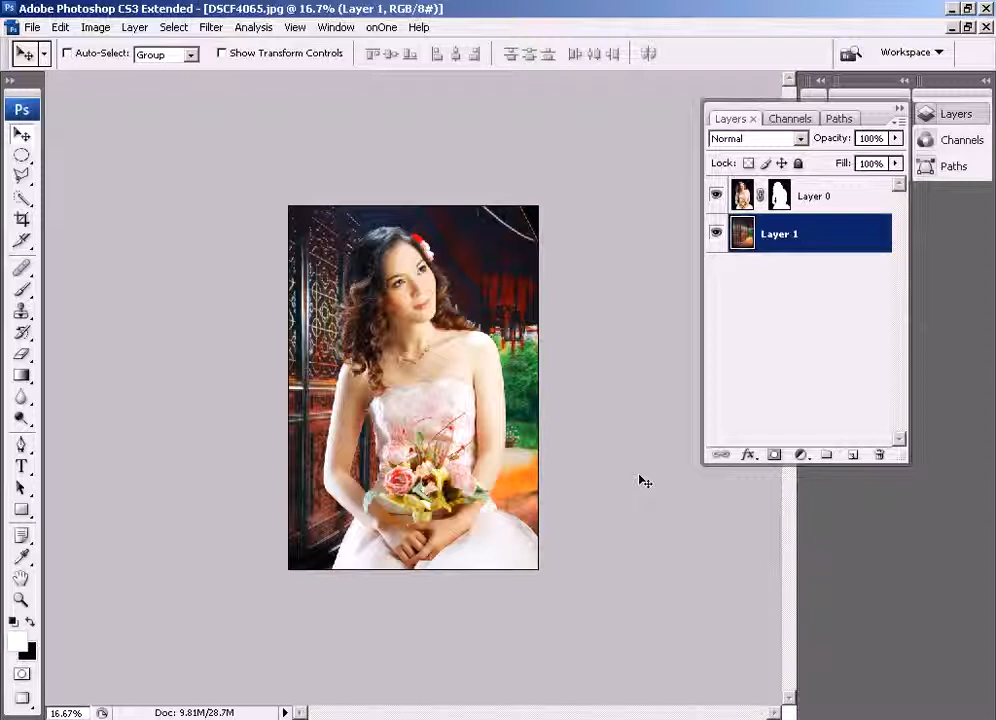 Adobe Photoshop CS3 Extended - [DSCF4065.jpg @ 16.7% (Layer 1, RGB/8#)]
File Edit Image Layer Select Filter Analysis View Window onOne Help
Auto-Select: Group Show Transform Controls Workspace
Ps
Layers Channels Paths
Normal Opacity: 100%
Lock: Fill: 100%
Layer 0
Layer 1
fx
Layers
Channels
Paths
T
16.67% Doc: 9.81M/28.7M